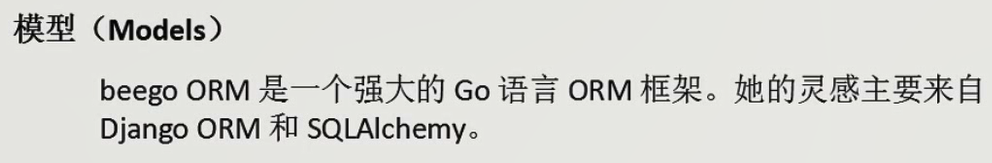 模型（Models）
beego ORM 是一个强大的 Go 语言 ORM 框架。她的灵感主要来自
Django ORM 和 SQLAlchemy。